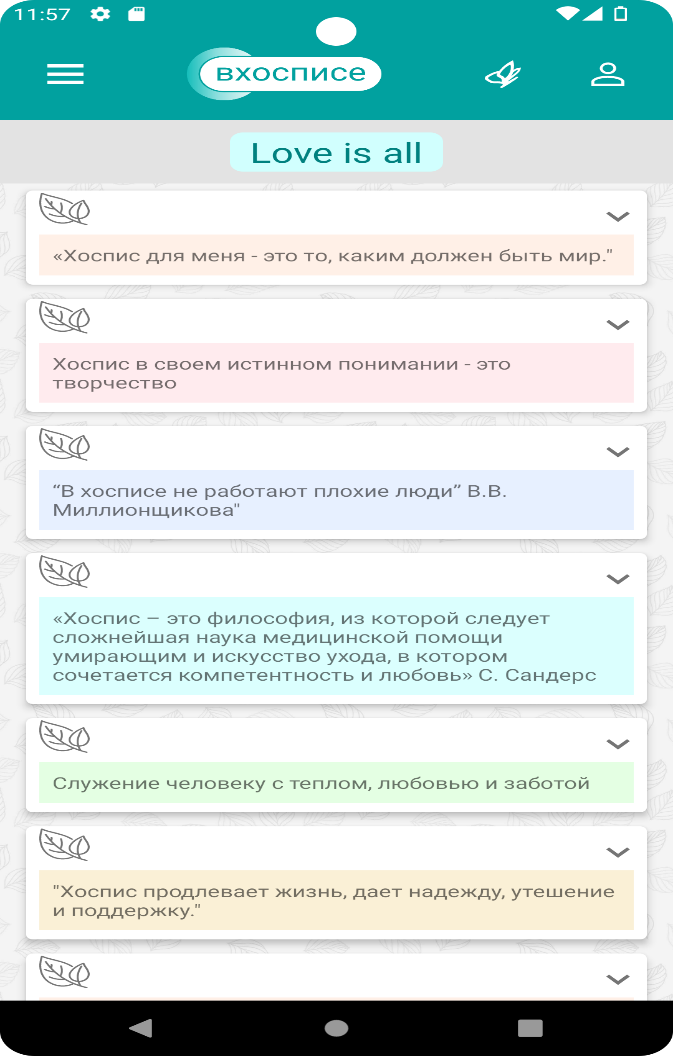 11:57
вхосписе
Love is all
«Хоспис для меня - это то, каким должен быть мир."
Хоспис в своем истинном понимании - это
творчество
“В хосписе не работают плохие люди” В.В.
Миллионщикова"
«Хоспис – это философия, из которой следует
сложнейшая наука медицинской помощи
умирающим и искусство ухода, в котором
сочетается компетентность и любовь» С. Сандерс
Служение человеку с теплом, любовью и заботой
"Хоспис продлевает жизнь, дает надежду, утешение
и поддержку."